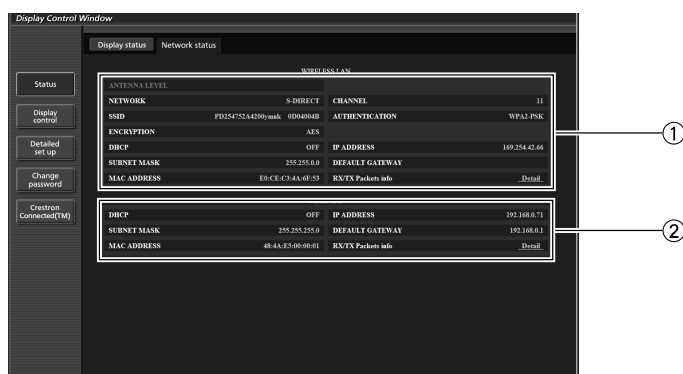 Display Control Window
Display status Network status
WIRELESS LAN
Status
ANTENNA LEVEL
NETWORK S-DIRECT CHANNEL 11
SSID PD254752A4200ymnk 0D04004B AUTHENTICATION WPA2-PSK
ENCRYPTION AES
DHCP OFF IP ADDRESS 169.254.42.66
SUBNET MASK 255.255.0.0 DEFAULT GATEWAY
MAC ADDRESS E0:CE:C3:4A:6F:53 RX/TX Packets info Detail
1
Display
control
Detailed
set up
Change
password
Crestron
Connected(TM)
DHCP OFF IP ADDRESS 192.168.0.71
SUBNET MASK 255.255.255.0 DEFAULT GATEWAY 192.168.0.1
MAC ADDRESS 48:4A:E5:00:00:01 RX/TX Packets info Detail
2